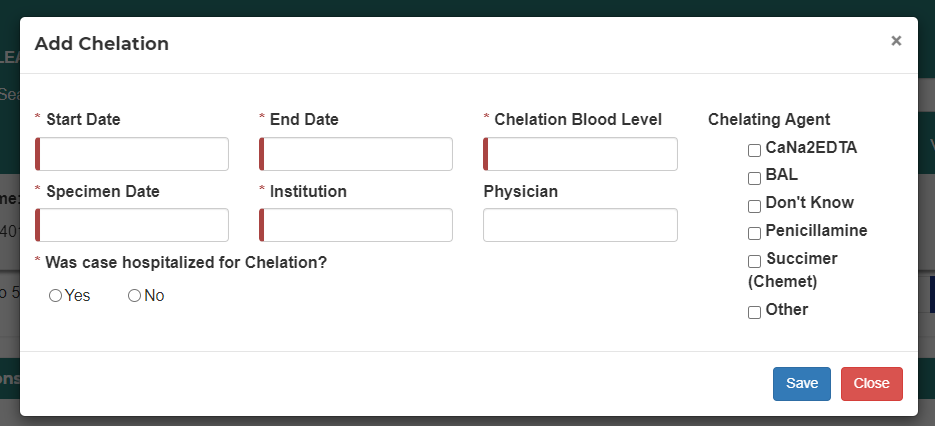 Add Chelation
×
* Start Date
* End Date
* Chelation Blood Level
Chelating Agent
CaNa2EDTA
BAL
Don't Know
Penicillamine
Succimer
(Chemet)
Other
* Specimen Date
* Institution
Physician
* Was case hospitalized for Chelation?
Yes
No
Save
Close